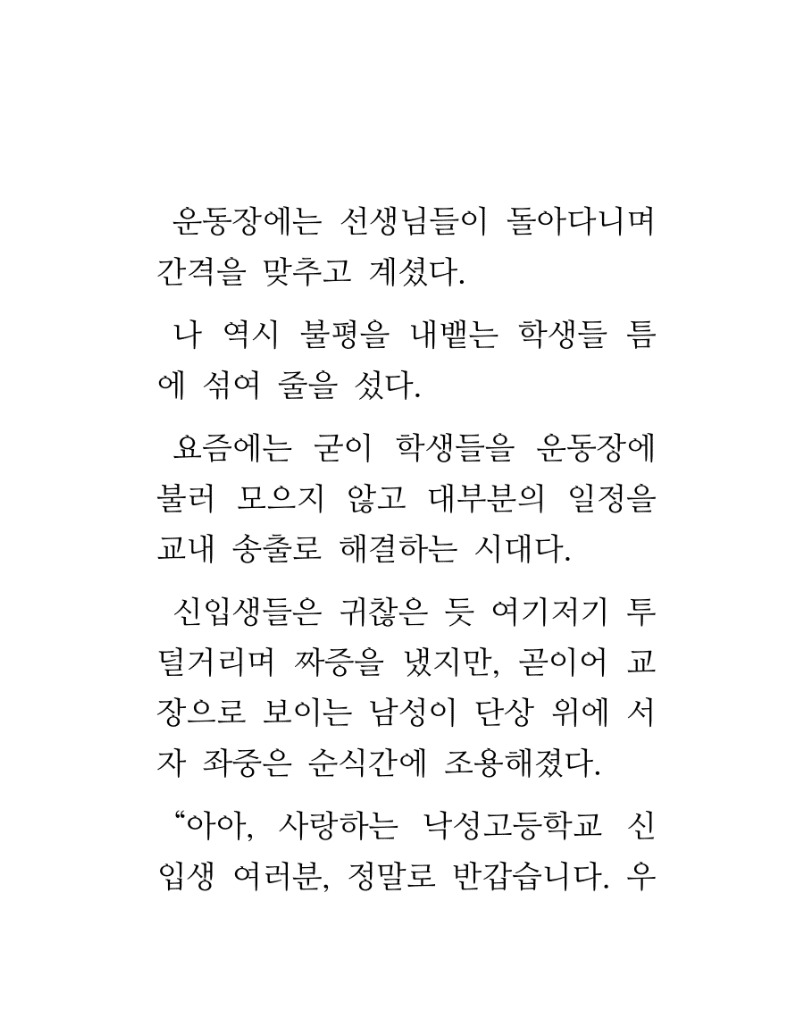 운동장에는 선생님들이 돌아다니며
간격을 맞추고 계셨다.
나 역시 불평을 내뱉는 학생들 틈
에 섞여 줄을 섰다.
요즘에는 굳이 학생들을 운동장에
불러 모으지 않고 대부분의 일정을
교내 송출로 해결하는 시대다.
신입생들은 귀찮은 듯 여기저기 투
덜거리며 짜증을 냈지만, 곧이어 교
장으로 보이는 남성이 단상 위에 서
자 좌중은 순식간에 조용해졌다.
“아아, 사랑하는 낙성고등학교 신
입생 여러분, 정말로 반갑습니다. 우